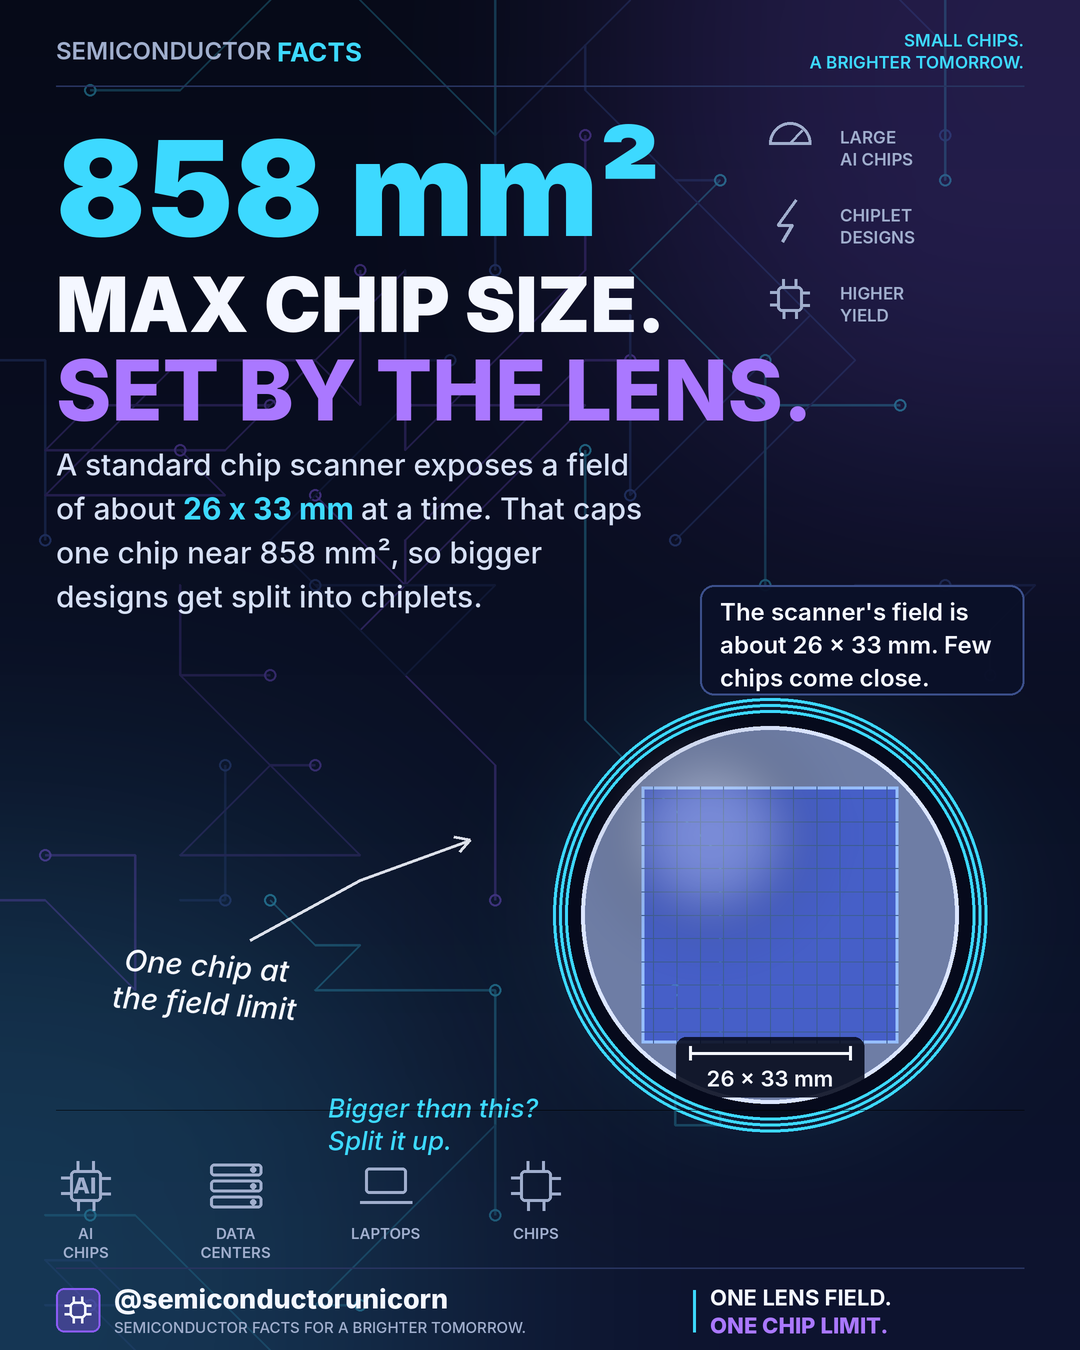 SEMICONDUCTOR FACTS
SMALL CHIPS.
A BRIGHTER TOMORROW.
858 mm²
MAX CHIP SIZE.
SET BY THE LENS.
LARGE
AI CHIPS
CHIPLET
DESIGNS
HIGHER
YIELD
A standard chip scanner exposes a field
of about 26 x 33 mm at a time. That caps
one chip near 858 mm², so bigger
designs get split into chiplets.
The scanner's field is
about 26 × 33 mm. Few
chips come close.
One chip at
the field limit
26 × 33 mm
Bigger than this?
Split it up.
AI
AI
CHIPS
DATA
CENTERS
LAPTOPS
CHIPS
@semiconductorunicorn
SEMICONDUCTOR FACTS FOR A BRIGHTER TOMORROW.
ONE LENS FIELD.
ONE CHIP LIMIT.